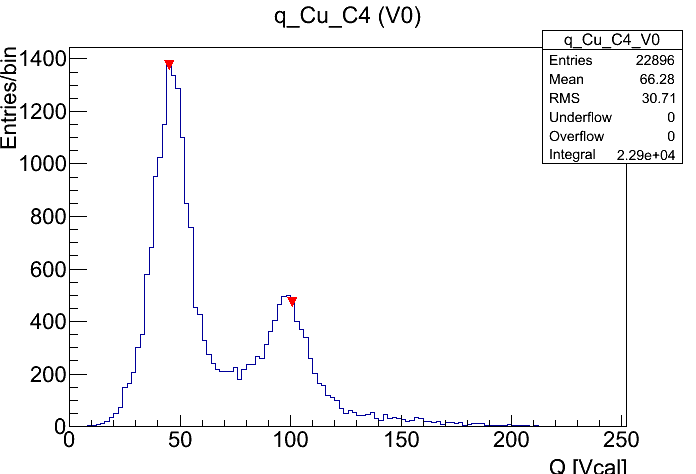 q_Cu_C4 (V0)
q_Cu_C4_V0
Entries 22896
Mean 66.28
RMS 30.71
Underflow 0
Overflow 0
Integral 2.29e+04
Entries/bin
1400
1200
1000
800
600
400
200
0
0 50 100 150 200 250
Q [Vcal]